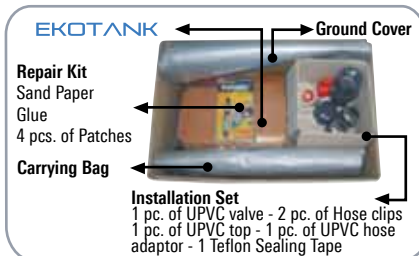 EKOTANK
Ground Cover
Repair Kit
Sand Paper
Glue
4 pcs. of Patches
Carrying Bag
Installation Set
1 pc. of UPVC valve - 2 pc. of Hose clips
1 pc. of UPVC top - 1 pc. of UPVC hose
adaptor - 1 Teflon Sealing Tape